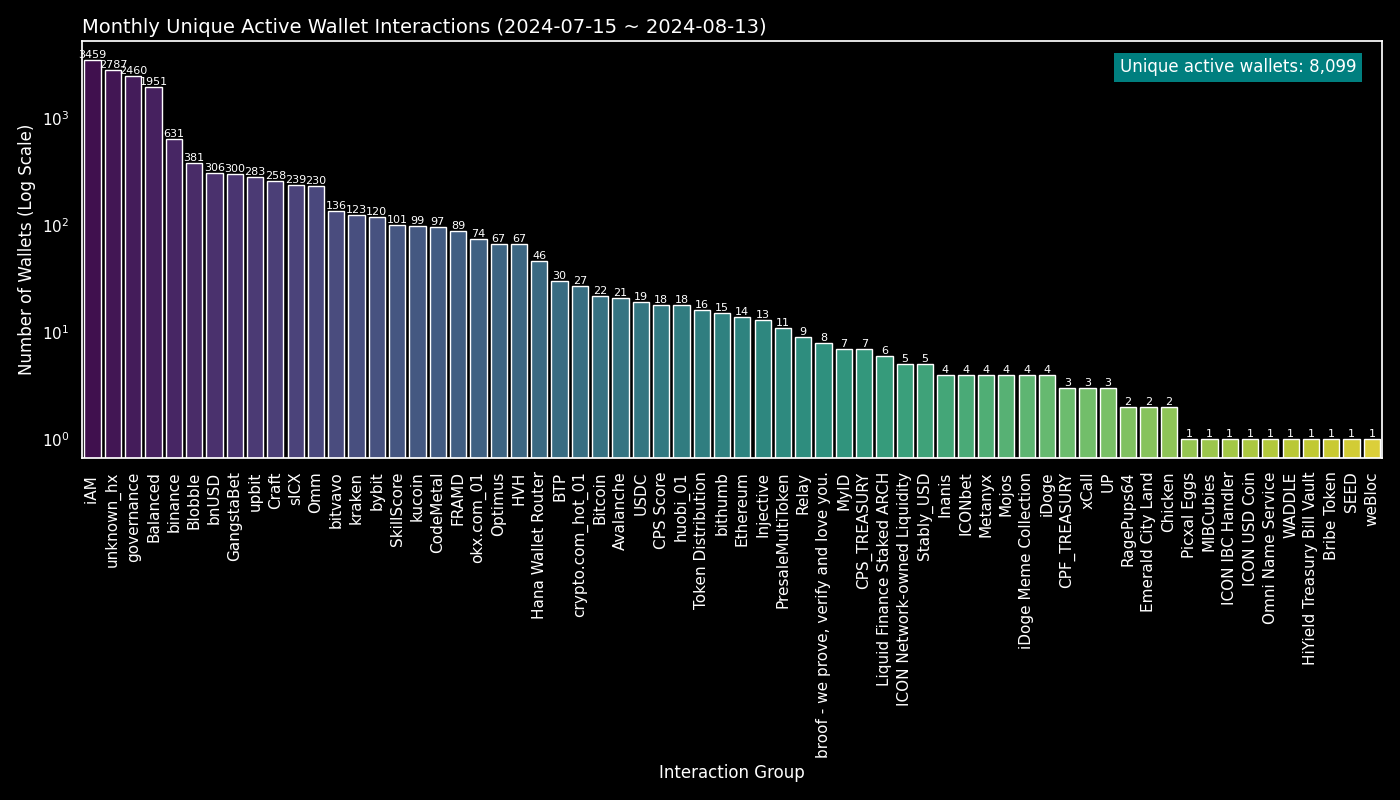 Monthly Unique Active Wallet Interactions (2024-07-15 ~ 2024-08-13)
Unique active wallets: 8,099
Number of Wallets (Log Scale)
10³
10²
10¹
10⁰
3459
2787
2460
1951
631
381
306
300
283
258
239
230
136
123
120
101
99
97
89
74
67
67
46
30
27
22
21
19
18
18
16
15
14
13
11
9
8
7
7
6
5
5
4
4
4
4
4
4
3
3
3
2
2
2
1
1
1
1
1
1
1
1
1
1
iAM
unknown_hx
governance
Balanced
binance
Blobble
bnUSD
GangstaBet
upbit
Craft
sICX
Omm
bitvavo
kraken
bybit
SkillScore
kucoin
CodeMetal
FRAMD
okx.com_01
Optimus
HVH
Hana Wallet Router
BTP
crypto.com_hot_01
Bitcoin
Avalanche
USDC
CPS Score
huobi_01
Token Distribution
bithumb
Ethereum
Injective
PresaleMultiToken
Relay
broof - we prove, verify and love you.
MyID
CPS_TREASURY
Liquid Finance Staked ARCH
ICON Network-owned Liquidity
Stably_USD
Inanis
ICONbet
Metanyx
Mojos
iDoge Meme Collection
iDoge
CPF_TREASURY
xCall
UP
RagePups64
Emerald City Land
Chicken
Picxal Eggs
MIBCubies
ICON IBC Handler
ICON USD Coin
Omni Name Service
WADDLE
HiYield Treasury Bill Vault
Bribe Token
SEED
weBloc
Interaction Group